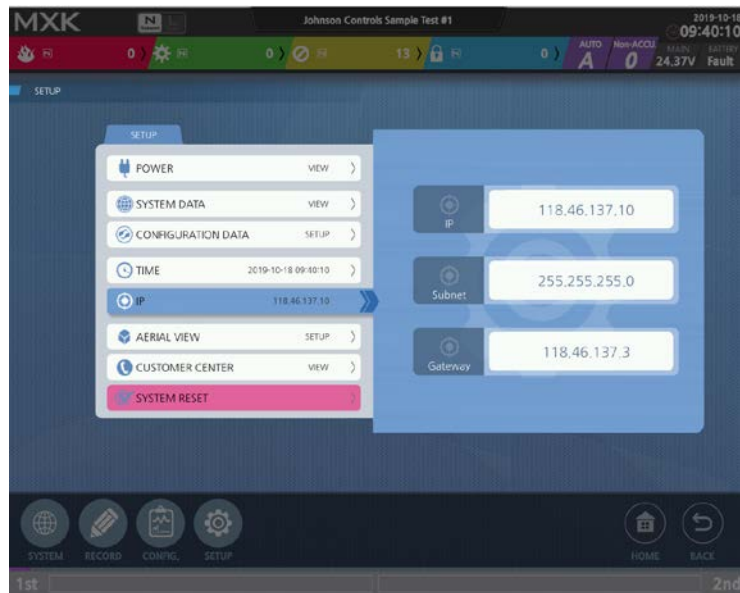 MXK
N L
Johnson Controls Sample Test #1
2019-10-18
09:40:10
0
0
13
0
AUTO
A
Non-ACCU
0
MAIN
24.37V
BATTERY
Fault
SETUP
SETUP
POWER VIEW
SYSTEM DATA VIEW
CONFIGURATION DATA SETUP
TIME 2019-10-18 09:40:10
IP 118.46.137.10
AERIAL VIEW SETUP
CUSTOMER CENTER VIEW
SYSTEM RESET
IP 118.46.137.10
Subnet 255.255.255.0
Gateway 118.46.137.3
SYSTEM RECORD CONFIG. SETUP HOME BACK
1st 2nd